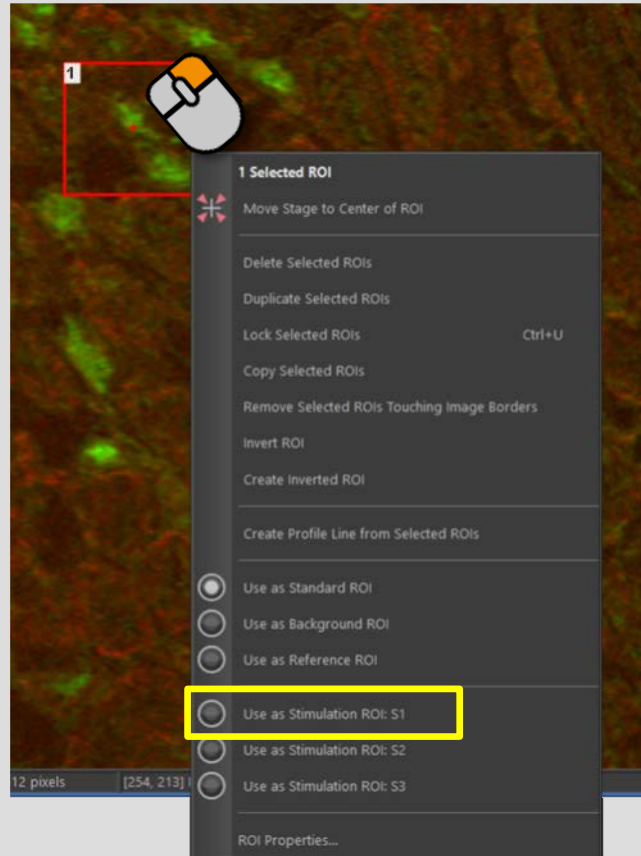 1
1 Selected ROI
Move Stage to Center of ROI
Delete Selected ROIs
Duplicate Selected ROIs
Lock Selected ROIs Ctrl+U
Copy Selected ROIs
Remove Selected ROIs Touching Image Borders
Invert ROI
Create Inverted ROI
Create Profile Line from Selected ROIs
Use as Standard ROI
Use as Background ROI
Use as Reference ROI
Use as Stimulation ROI: S1
Use as Stimulation ROI: S2
12 pixels [254, 213] Use as Stimulation ROI: S3
ROI Properties...